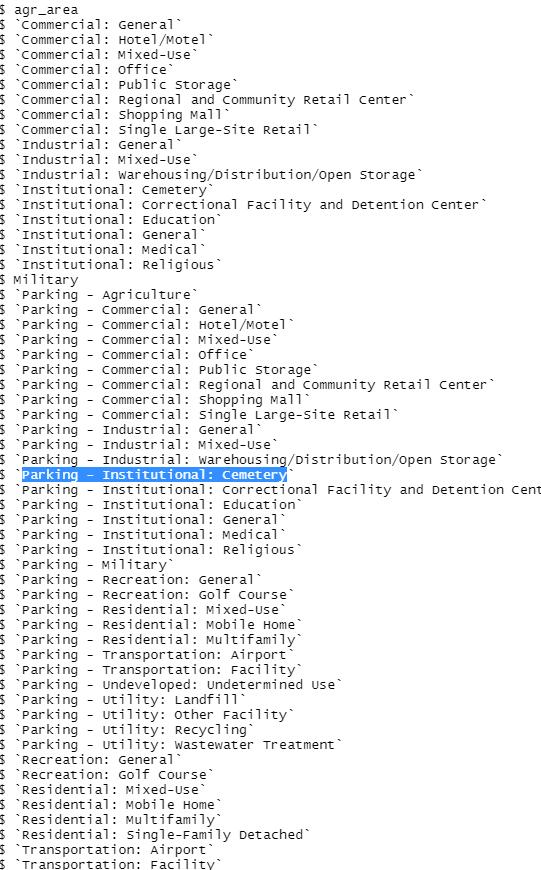 $ agr_area
$ `Commercial: General`
$ `Commercial: Hotel/Motel`
$ `Commercial: Mixed-Use`
$ `Commercial: Office`
$ `Commercial: Public Storage`
$ `Commercial: Regional and Community Retail Center`
$ `Commercial: Shopping Mall`
$ `Commercial: Single Large-Site Retail`
$ `Industrial: General`
$ `Industrial: Mixed-Use`
$ `Industrial: Warehousing/Distribution/Open Storage`
$ `Institutional: Cemetery`
$ `Institutional: Correctional Facility and Detention Center`
$ `Institutional: Education`
$ `Institutional: General`
$ `Institutional: Medical`
$ `Institutional: Religious`
$ Military
$ `Parking - Agriculture`
$ `Parking - Commercial: General`
$ `Parking - Commercial: Hotel/Motel`
$ `Parking - Commercial: Mixed-Use`
$ `Parking - Commercial: Office`
$ `Parking - Commercial: Public Storage`
$ `Parking - Commercial: Regional and Community Retail Center`
$ `Parking - Commercial: Shopping Mall`
$ `Parking - Commercial: Single Large-Site Retail`
$ `Parking - Industrial: General`
$ `Parking - Industrial: Mixed-Use`
$ `Parking - Industrial: Warehousing/Distribution/Open Storage`
$ `Parking - Institutional: Cemetery`
$ `Parking - Institutional: Correctional Facility and Detention Cent
$ `Parking - Institutional: Education`
$ `Parking - Institutional: General`
$ `Parking - Institutional: Medical`
$ `Parking - Institutional: Religious`
$ `Parking - Military`
$ `Parking - Recreation: General`
$ `Parking - Recreation: Golf Course`
$ `Parking - Residential: Mixed-Use`
$ `Parking - Residential: Mobile Home`
$ `Parking - Residential: Multifamily`
$ `Parking - Transportation: Airport`
$ `Parking - Transportation: Facility`
$ `Parking - Undeveloped: Undetermined Use`
$ `Parking - Utility: Landfill`
$ `Parking - Utility: Other Facility`
$ `Parking - Utility: Recycling`
$ `Parking - Utility: Wastewater Treatment`
$ `Recreation: General`
$ `Recreation: Golf Course`
$ `Residential: Mixed-Use`
$ `Residential: Mobile Home`
$ `Residential: Multifamily`
$ `Residential: Single-Family Detached`
$ `Transportation: Airport`
$ `Transportation: Facility`